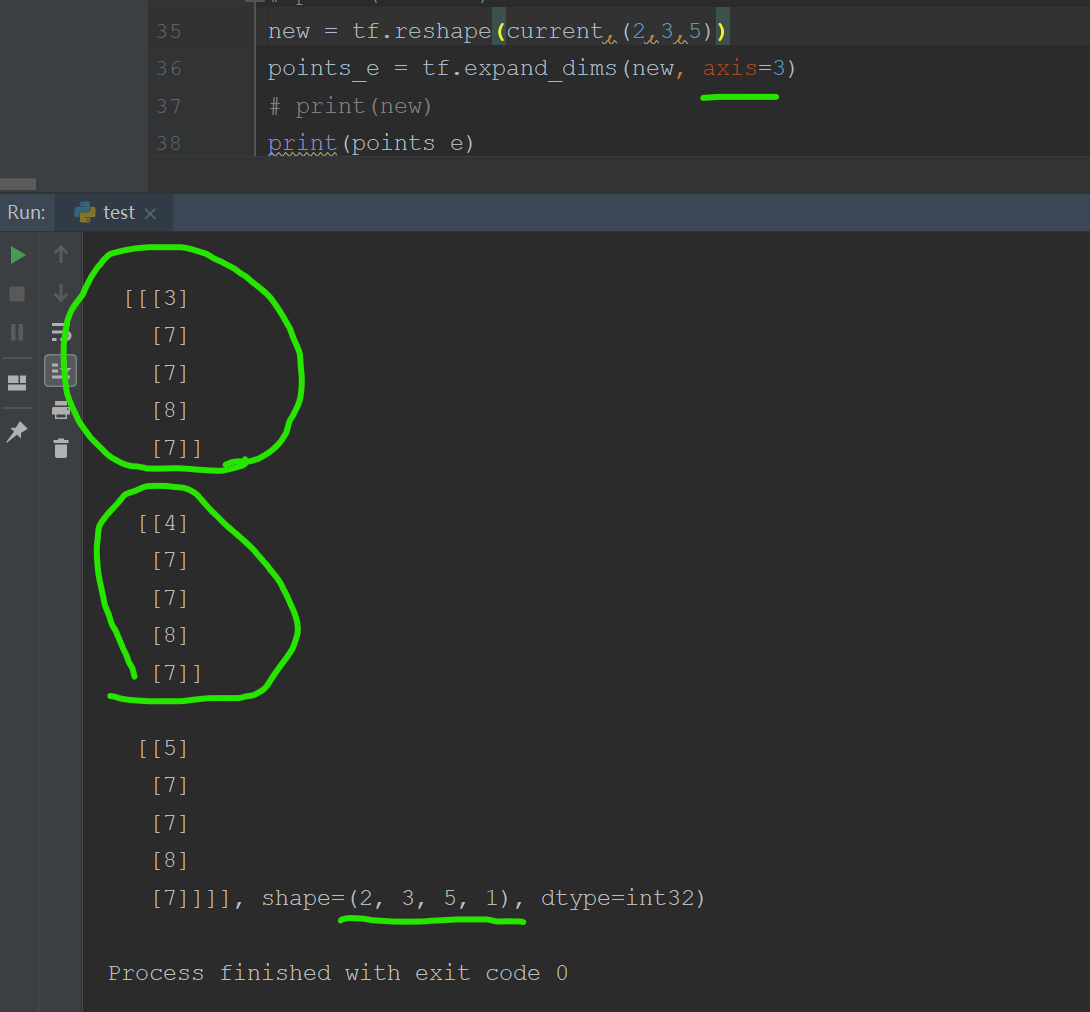 35 new = tf.reshape(current,(2,3,5))
36 points_e = tf.expand_dims(new, axis=3)
37 # print(new)
38 print(points e)
Run: test
[[[3]
[7]
[7]
[8]
[7]]
[[4]
[7]
[7]
[8]
[7]]
[[5]
[7]
[7]
[8]
[7]]]], shape=(2, 3, 5, 1), dtype=int32)
Process finished with exit code 0